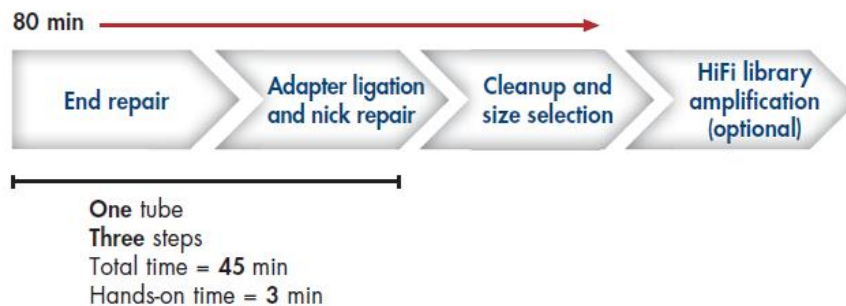 80 min
End repair
Adapter ligation
and nick repair
Cleanup and
size selection
HiFi library
amplification
(optional)
One tube
Three steps
Total time = 45 min
Hands-on time = 3 min